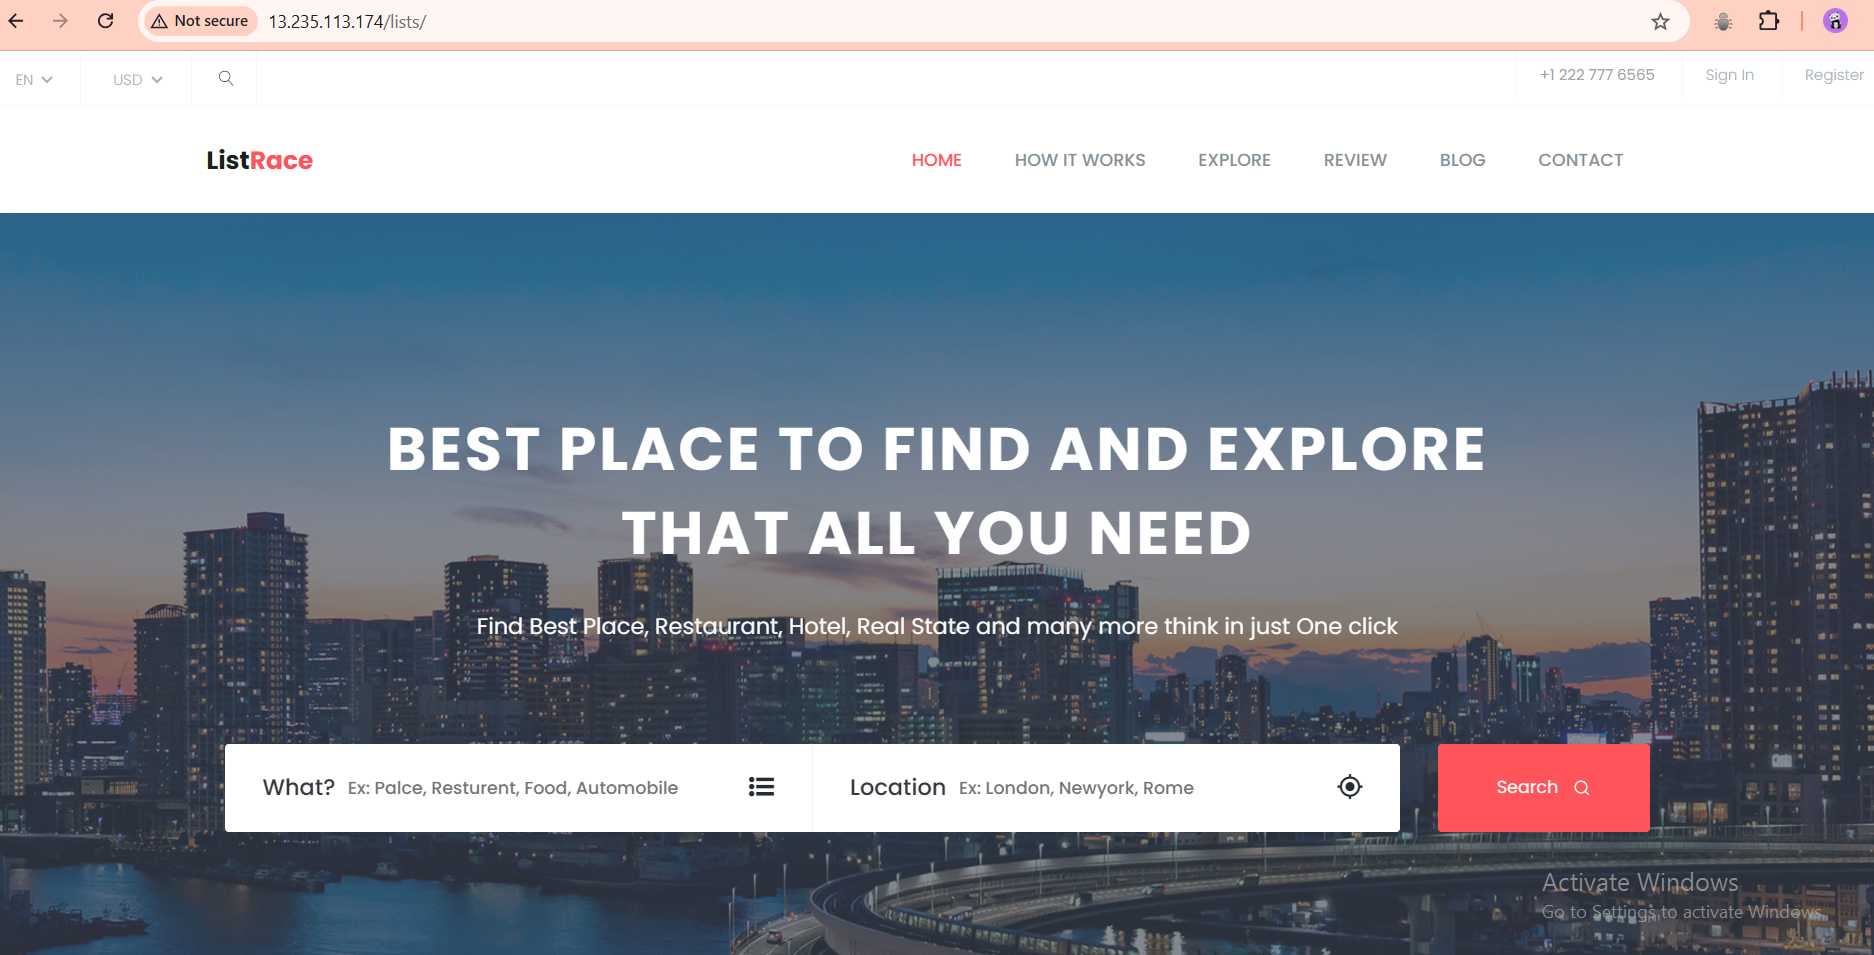 Not secure
13.235.113.174/lists/
EN
USD
+1 222 777 6565
Sign In
Register
ListRace
HOME
HOW IT WORKS
EXPLORE
REVIEW
BLOG
CONTACT
BEST PLACE TO FIND AND EXPLORE
THAT ALL YOU NEED
Find Best Place, Restaurant, Hotel, Real State and many more think in just One click
What? Ex: Palce, Resturent, Food, Automobile
Location Ex: London, Newyork, Rome
Search
Activate Windows
Go to Settings to activate Windows.